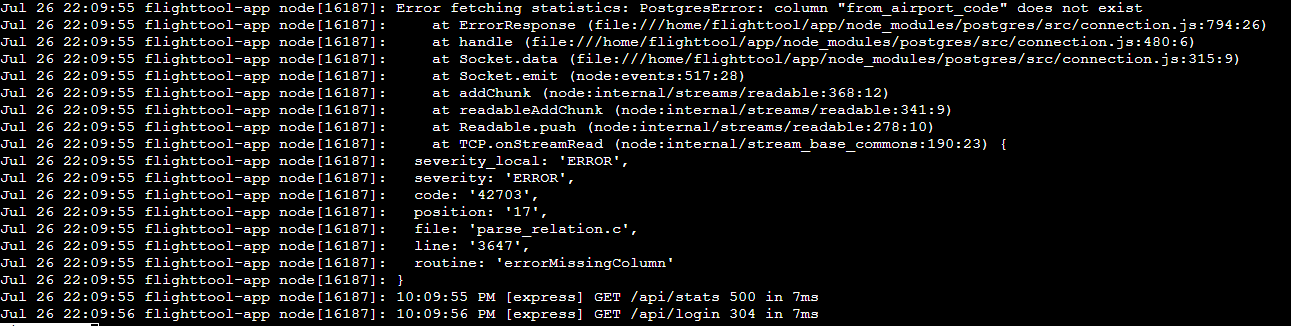 Jul 26 22:09:55 flighttool-app node[16187]: Error fetching statistics: PostgresError: column "from_airport_code" does not exist
Jul 26 22:09:55 flighttool-app node[16187]:     at ErrorResponse (file:///home/flighttool/app/node_modules/postgres/src/connection.js:794:26)
Jul 26 22:09:55 flighttool-app node[16187]:     at handle (file:///home/flighttool/app/node_modules/postgres/src/connection.js:480:6)
Jul 26 22:09:55 flighttool-app node[16187]:     at Socket.data (file:///home/flighttool/app/node_modules/postgres/src/connection.js:315:9)
Jul 26 22:09:55 flighttool-app node[16187]:     at Socket.emit (node:events:517:28)
Jul 26 22:09:55 flighttool-app node[16187]:     at addChunk (node:internal/streams/readable:368:12)
Jul 26 22:09:55 flighttool-app node[16187]:     at readableAddChunk (node:internal/streams/readable:341:9)
Jul 26 22:09:55 flighttool-app node[16187]:     at Readable.push (node:internal/streams/readable:278:10)
Jul 26 22:09:55 flighttool-app node[16187]:     at TCP.onStreamRead (node:internal/stream_base_commons:190:23) {
Jul 26 22:09:55 flighttool-app node[16187]:   severity_local: 'ERROR',
Jul 26 22:09:55 flighttool-app node[16187]:   severity: 'ERROR',
Jul 26 22:09:55 flighttool-app node[16187]:   code: '42703',
Jul 26 22:09:55 flighttool-app node[16187]:   position: '17',
Jul 26 22:09:55 flighttool-app node[16187]:   file: 'parse_relation.c',
Jul 26 22:09:55 flighttool-app node[16187]:   line: '3647',
Jul 26 22:09:55 flighttool-app node[16187]:   routine: 'errorMissingColumn'
Jul 26 22:09:55 flighttool-app node[16187]: }
Jul 26 22:09:55 flighttool-app node[16187]: 10:09:55 PM [express] GET /api/stats 500 in 7ms
Jul 26 22:09:56 flighttool-app node[16187]: 10:09:56 PM [express] GET /api/login 304 in 7ms